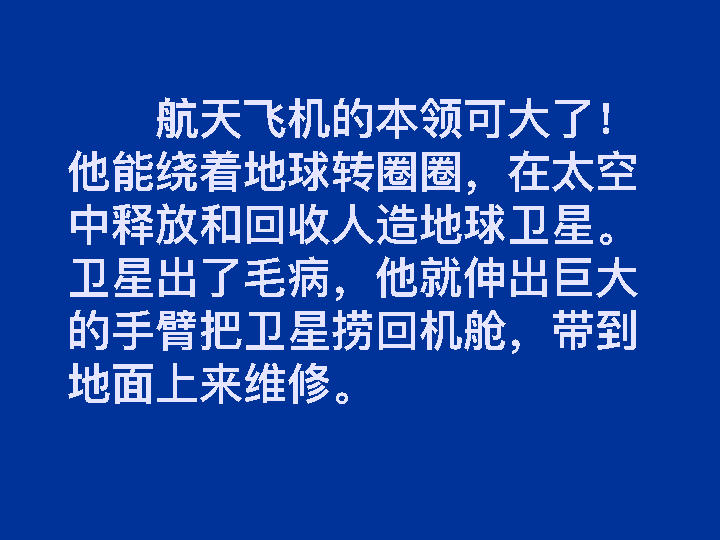 航天飞机的本领可大了！
他能绕着地球转圈圈，在太空
中释放和回收人造地球卫星。
卫星出了毛病，他就伸出巨大
的手臂把卫星捞回机舱，带到
地面上来维修。